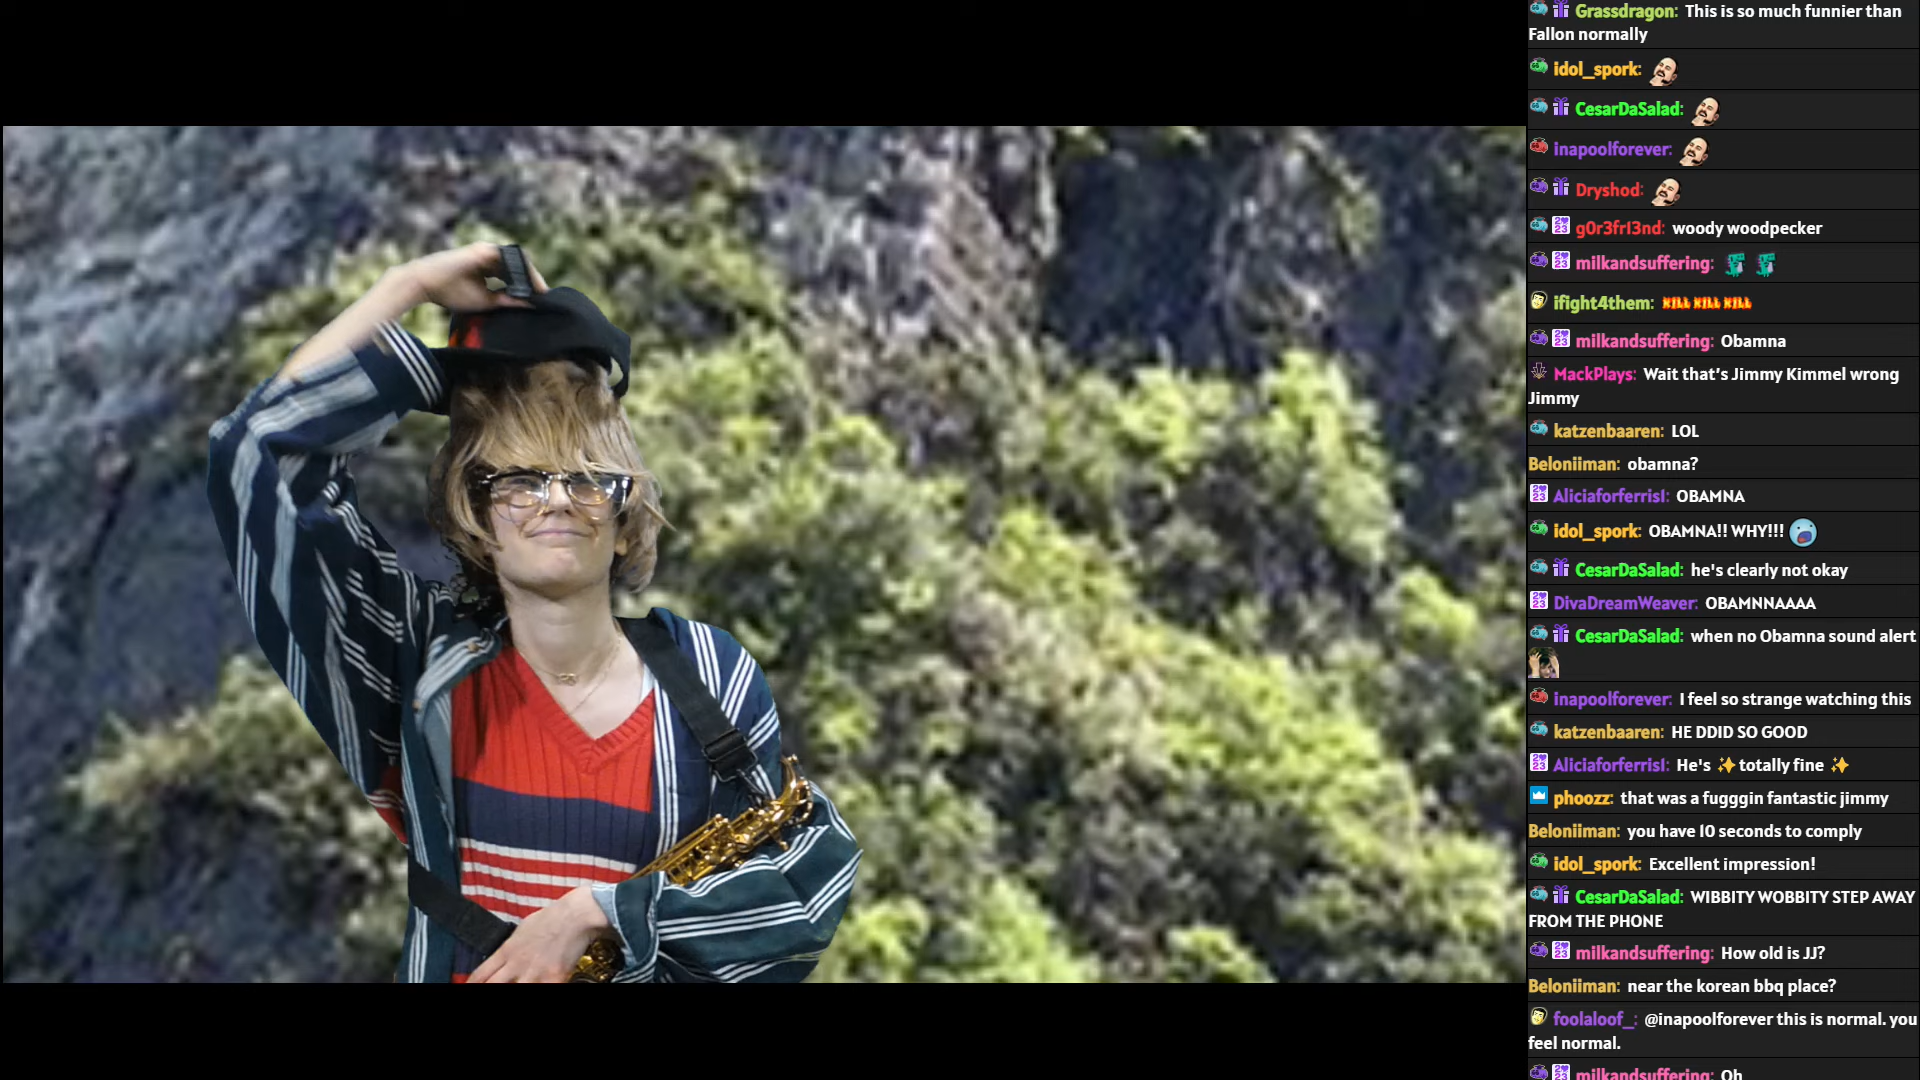 Grassdragon: This is so much funnier than
Fallon normally
idol_spork:
CesarDaSalad:
inapoolforever:
Dryshod:
g0r3fr13nd: woody woodpecker
milkandsuffering:
ifight4them: KILL KILL KILL
milkandsuffering: Obamna
MackPlays: Wait that's Jimmy Kimmel wrong
Jimmy
katzenbaaren: LOL
Beloniiman: obamna?
Aliciaforferris1: OBAMNA
idol_spork: OBAMNA!! WHY!!!
CesarDaSalad: he's clearly not okay
DivaDreamWeaver: OBAMNNAAAA
CesarDaSalad: when no Obamna sound alert
inapoolforever: I feel so strange watching this
katzenbaaren: HE DDID SO GOOD
Aliciaforferris1: He's ✨ totally fine ✨
phoozz: that was a fugggin fantastic jimmy
Beloniiman: you have 10 seconds to comply
idol_spork: Excellent impression!
CesarDaSalad: WIBBITY WOBBITY STEP AWAY
FROM THE PHONE
milkandsuffering: How old is JJ?
Beloniiman: near the korean bbq place?
foolaloof_: @inapoolforever this is normal. you
feel normal.
milkandsuffering: Oh